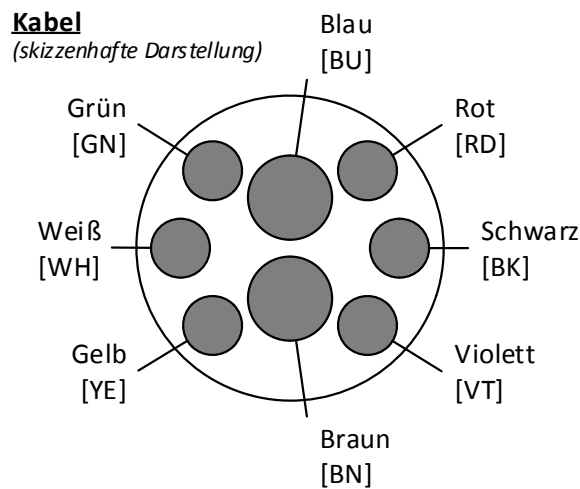 Kabel
(skizzenhafte Darstellung)
Blau
[BU]
Grün
[GN]
Rot
[RD]
Weiß
[WH]
Schwarz
[BK]
Gelb
[YE]
Violett
[VT]
Braun
[BN]